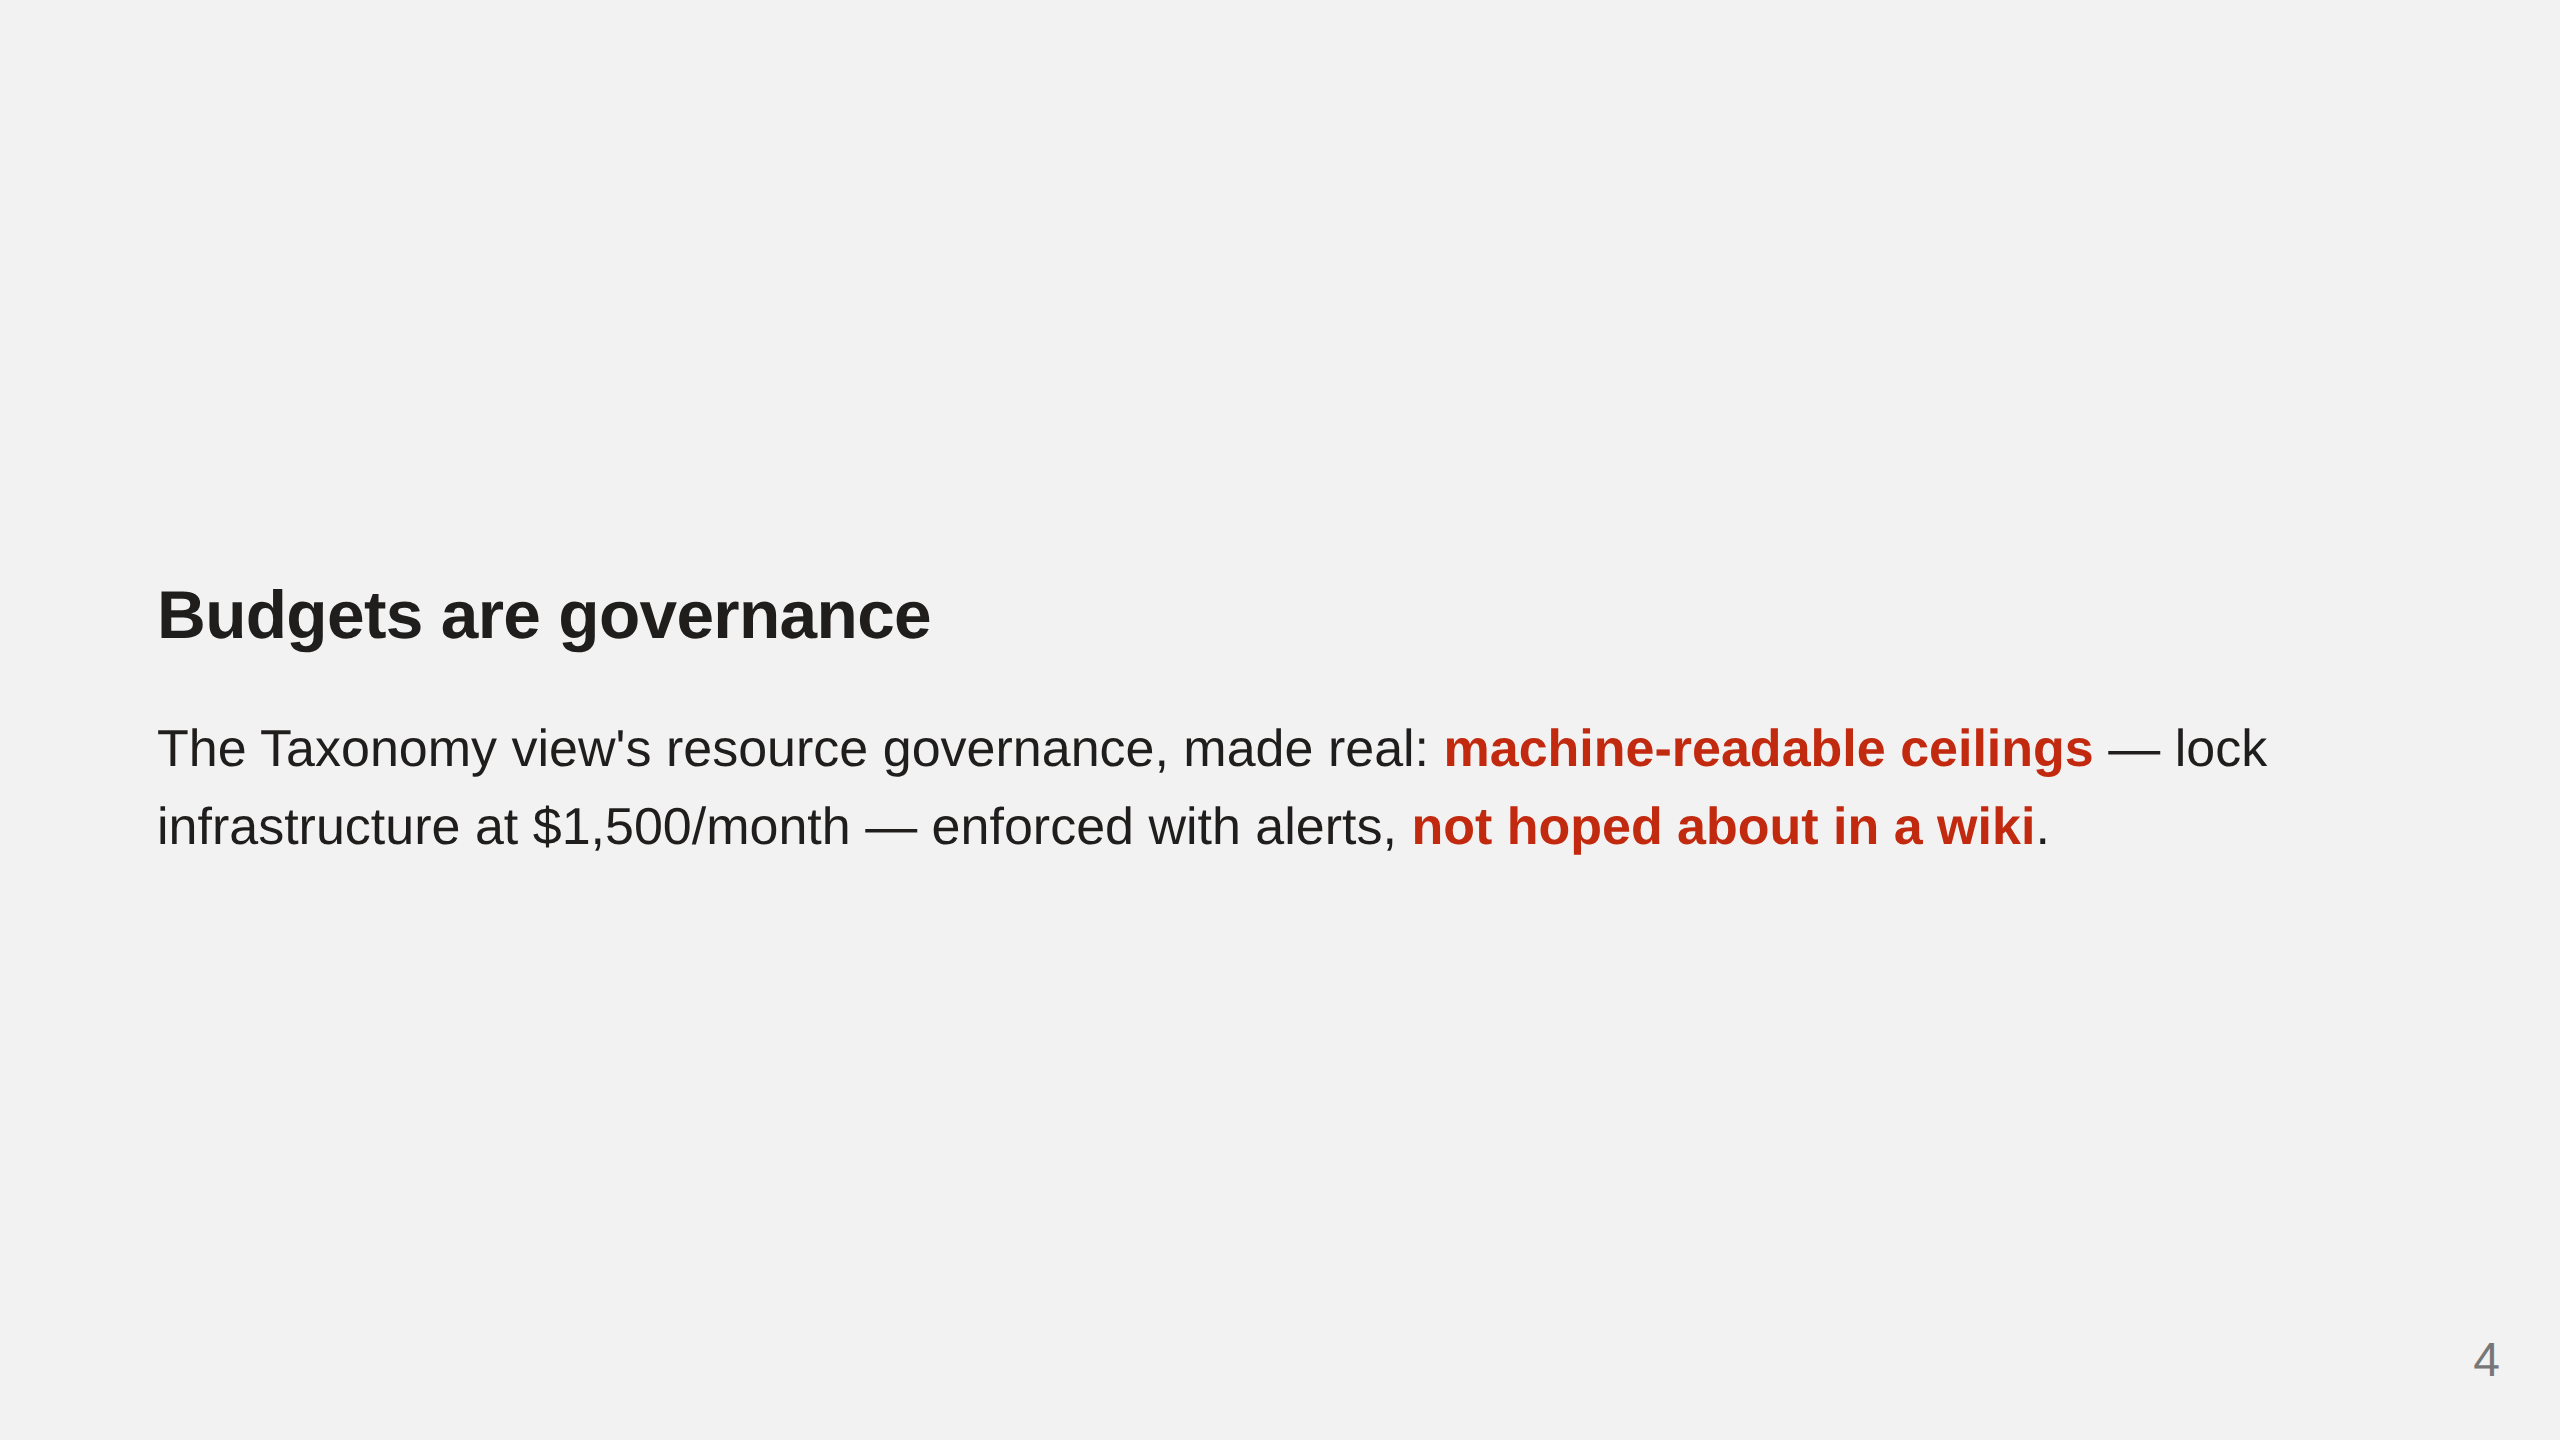 Budgets are governance
The Taxonomy view's resource governance, made real: machine-readable ceilings — lock
infrastructure at $1,500/month — enforced with alerts, not hoped about in a wiki.
4